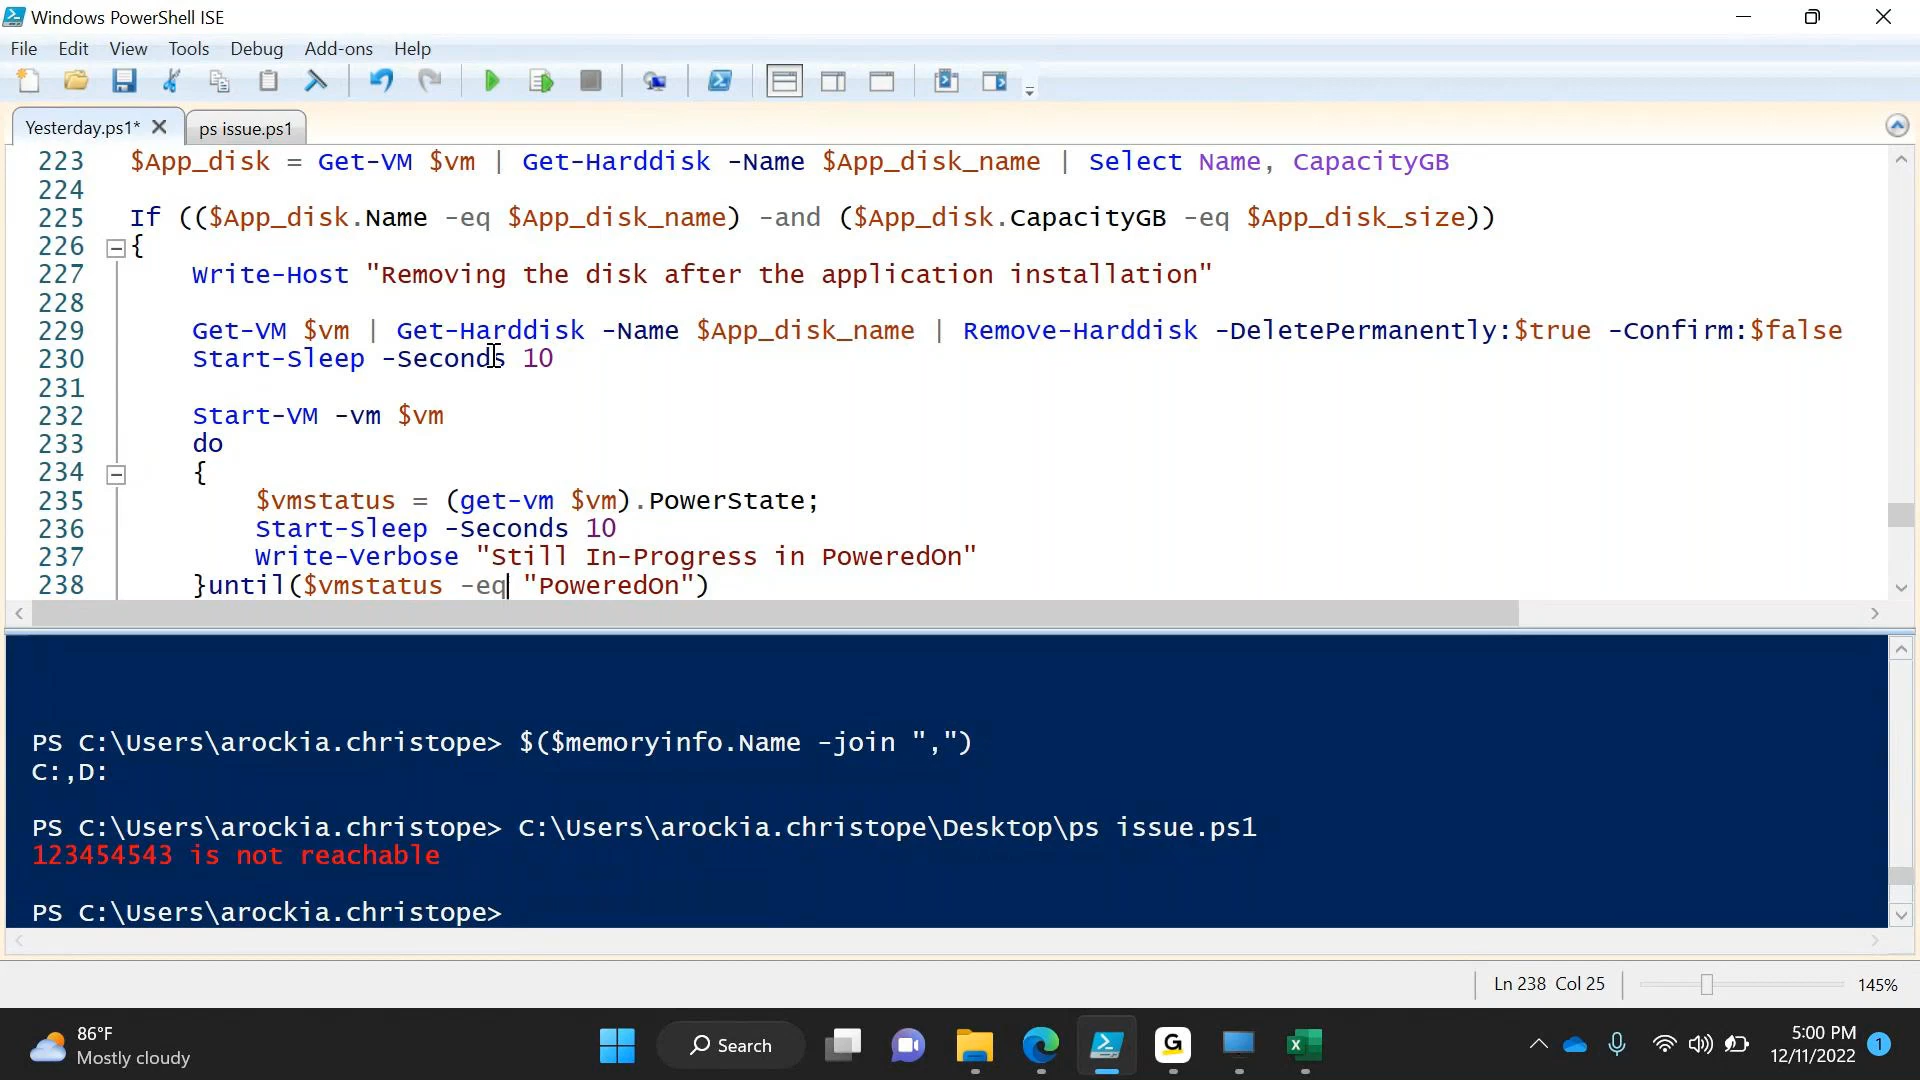 Windows PowerShell ISE
File Edit View Tools Debug Add-ons Help
Yesterday.ps1* ps issue.ps1
223 $App_disk = Get-VM $vm | Get-Harddisk -Name $App_disk_name | Select Name, CapacityGB
224
225 If (($App_disk.Name -eq $App_disk_name) -and ($App_disk.CapacityGB -eq $App_disk_size))
226 {
227 Write-Host "Removing the disk after the application installation"
228
229 Get-VM $vm | Get-Harddisk -Name $App_disk_name | Remove-Harddisk -DeletePermanently:$true -Confirm:$false
230 Start-Sleep -Seconds 10
231
232 Start-VM -vm $vm
233 do
234 {
235 $vmstatus = (get-vm $vm).PowerState;
236 Start-Sleep -Seconds 10
237 Write-Verbose "Still In-Progress in PoweredOn"
238 }until($vmstatus -eq "PoweredOn")
PS C:\Users\arockia.christope> $($memoryinfo.Name -join ",")
C:,D:
PS C:\Users\arockia.christope> C:\Users\arockia.christope\Desktop\ps issue.ps1
123454543 is not reachable
PS C:\Users\arockia.christope>
Ln 238 Col 25 145%
86°F
Mostly cloudy
Search
5:00 PM
12/11/2022
1